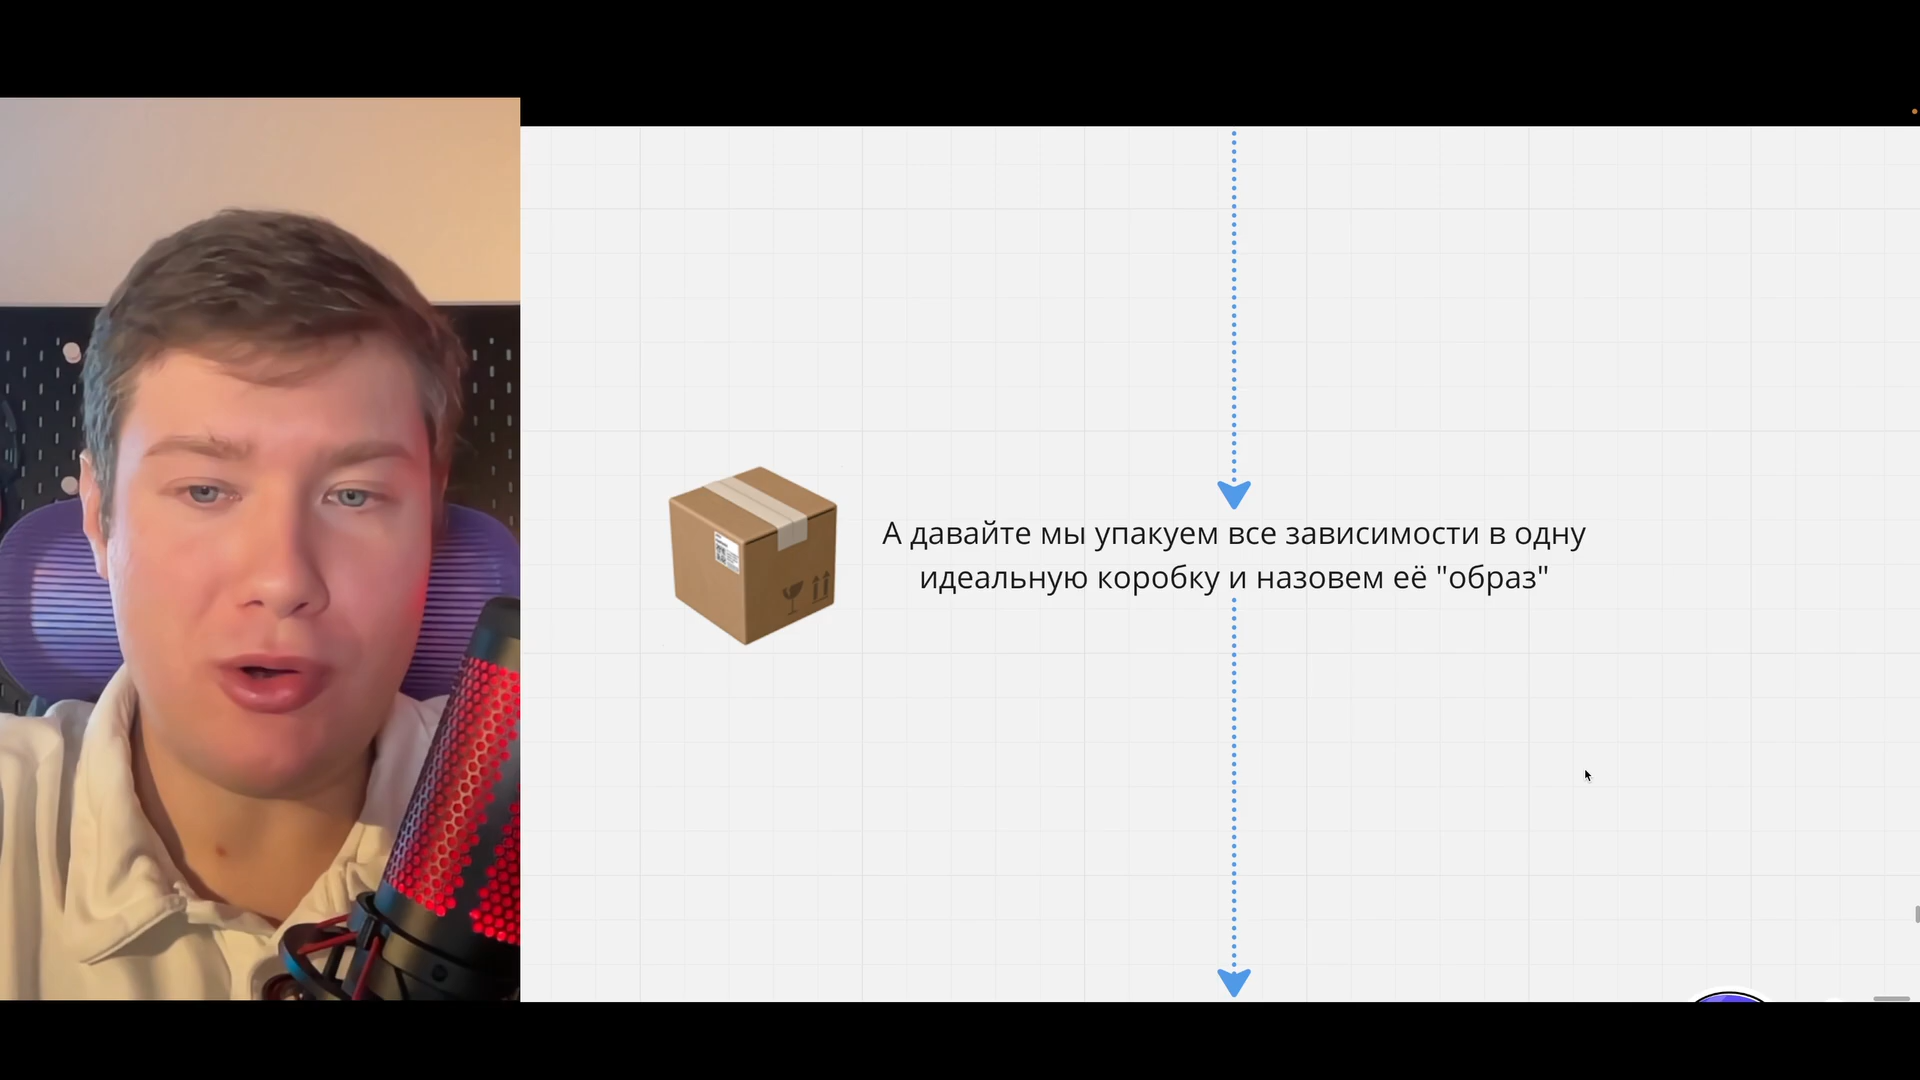 А давайте мы упакуем все зависимости в одну
идеальную коробку и назовем её "образ"